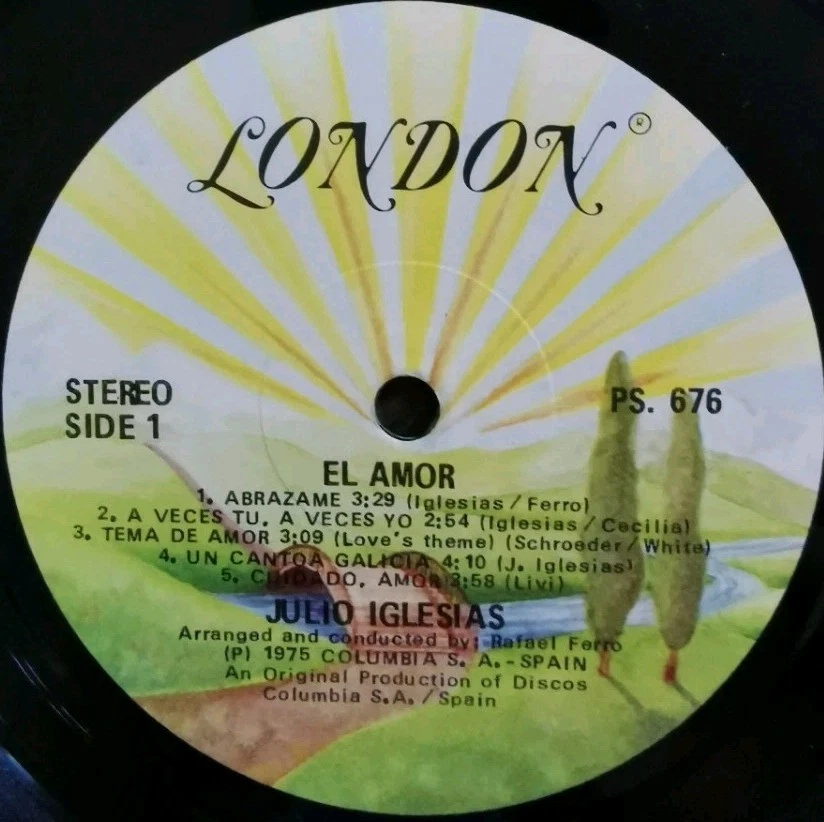 LONDON®
STEREO
SIDE 1
PS. 676
EL AMOR
1. ABRAZAME 3:29 (Iglesias/Ferro)
2. A VECES TU, A VECES YO 2:54 (Iglesias/Cecilia)
3. TEMA DE AMOR 3:09 (Love's theme) (Schroeder/White)
4. UN CANTOA GALICIA 4:10 (J. Iglesias)
5. CUIDADO, AMOR 3:58 (Livi)
JULIO IGLESIAS
Arranged and conducted by: Rafael Ferro
(P) 1975 COLUMBIA S. A.-SPAIN
An Original Production of Discos
Columbia S.A./Spain